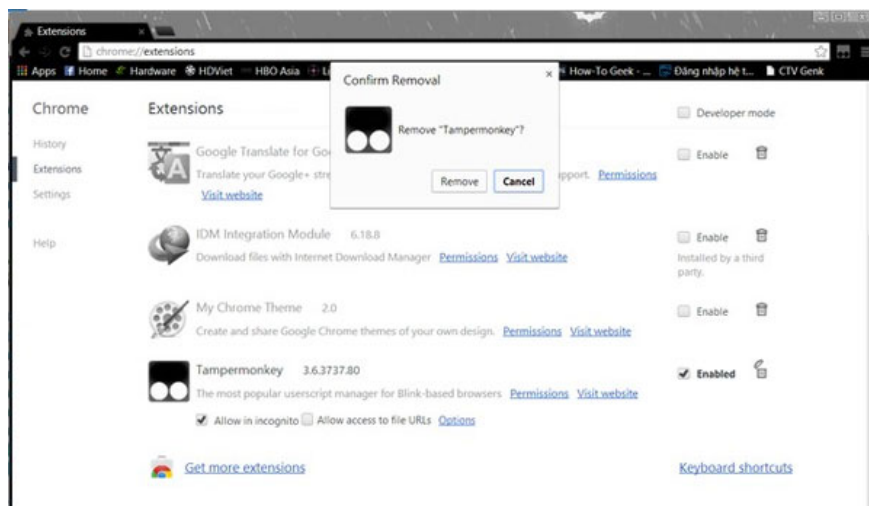 Extensions
chrome://extensions
Apps Home Hardware HDViet HBO Asia How-To Geek - ... Đăng nhập hệ t... CTV Genk
Confirm Removal
Remove "Tampermonkey"?
Remove Cancel
Chrome
History
Extensions
Settings
Help
Extensions
Developer mode
Google Translate for
Enable
Translate your Google+ pport. Permissions
Visit website
IDM Integration Module 6.18.8
Enable
Download files with Internet Download Manager Permissions Visit website
Installed by a third
party.
My Chrome Theme 2.0
Enable
Create and share Google Chrome themes of your own design. Permissions Visit website
Tampermonkey 3.6.3737.80
Enabled
The most popular userscript manager for Blink-based browsers Permissions Visit website
Allow in incognito Allow access to file URLs Options
Get more extensions
Keyboard shortcuts